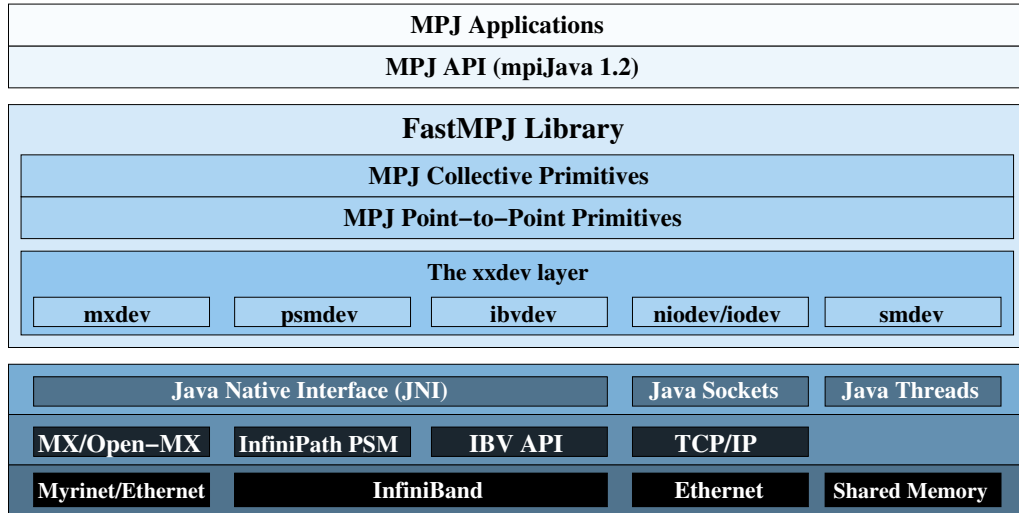 MPJ Applications
MPJ API (mpiJava 1.2)
FastMPJ Library
MPJ Collective Primitives
MPJ Point−to−Point Primitives
The xxdev layer
mxdev psmdev ibvdev niodev/iodev smdev
Java Native Interface (JNI) Java Sockets Java Threads
MX/Open−MX InfiniPath PSM IBV API TCP/IP
Myrinet/Ethernet InfiniBand Ethernet Shared Memory